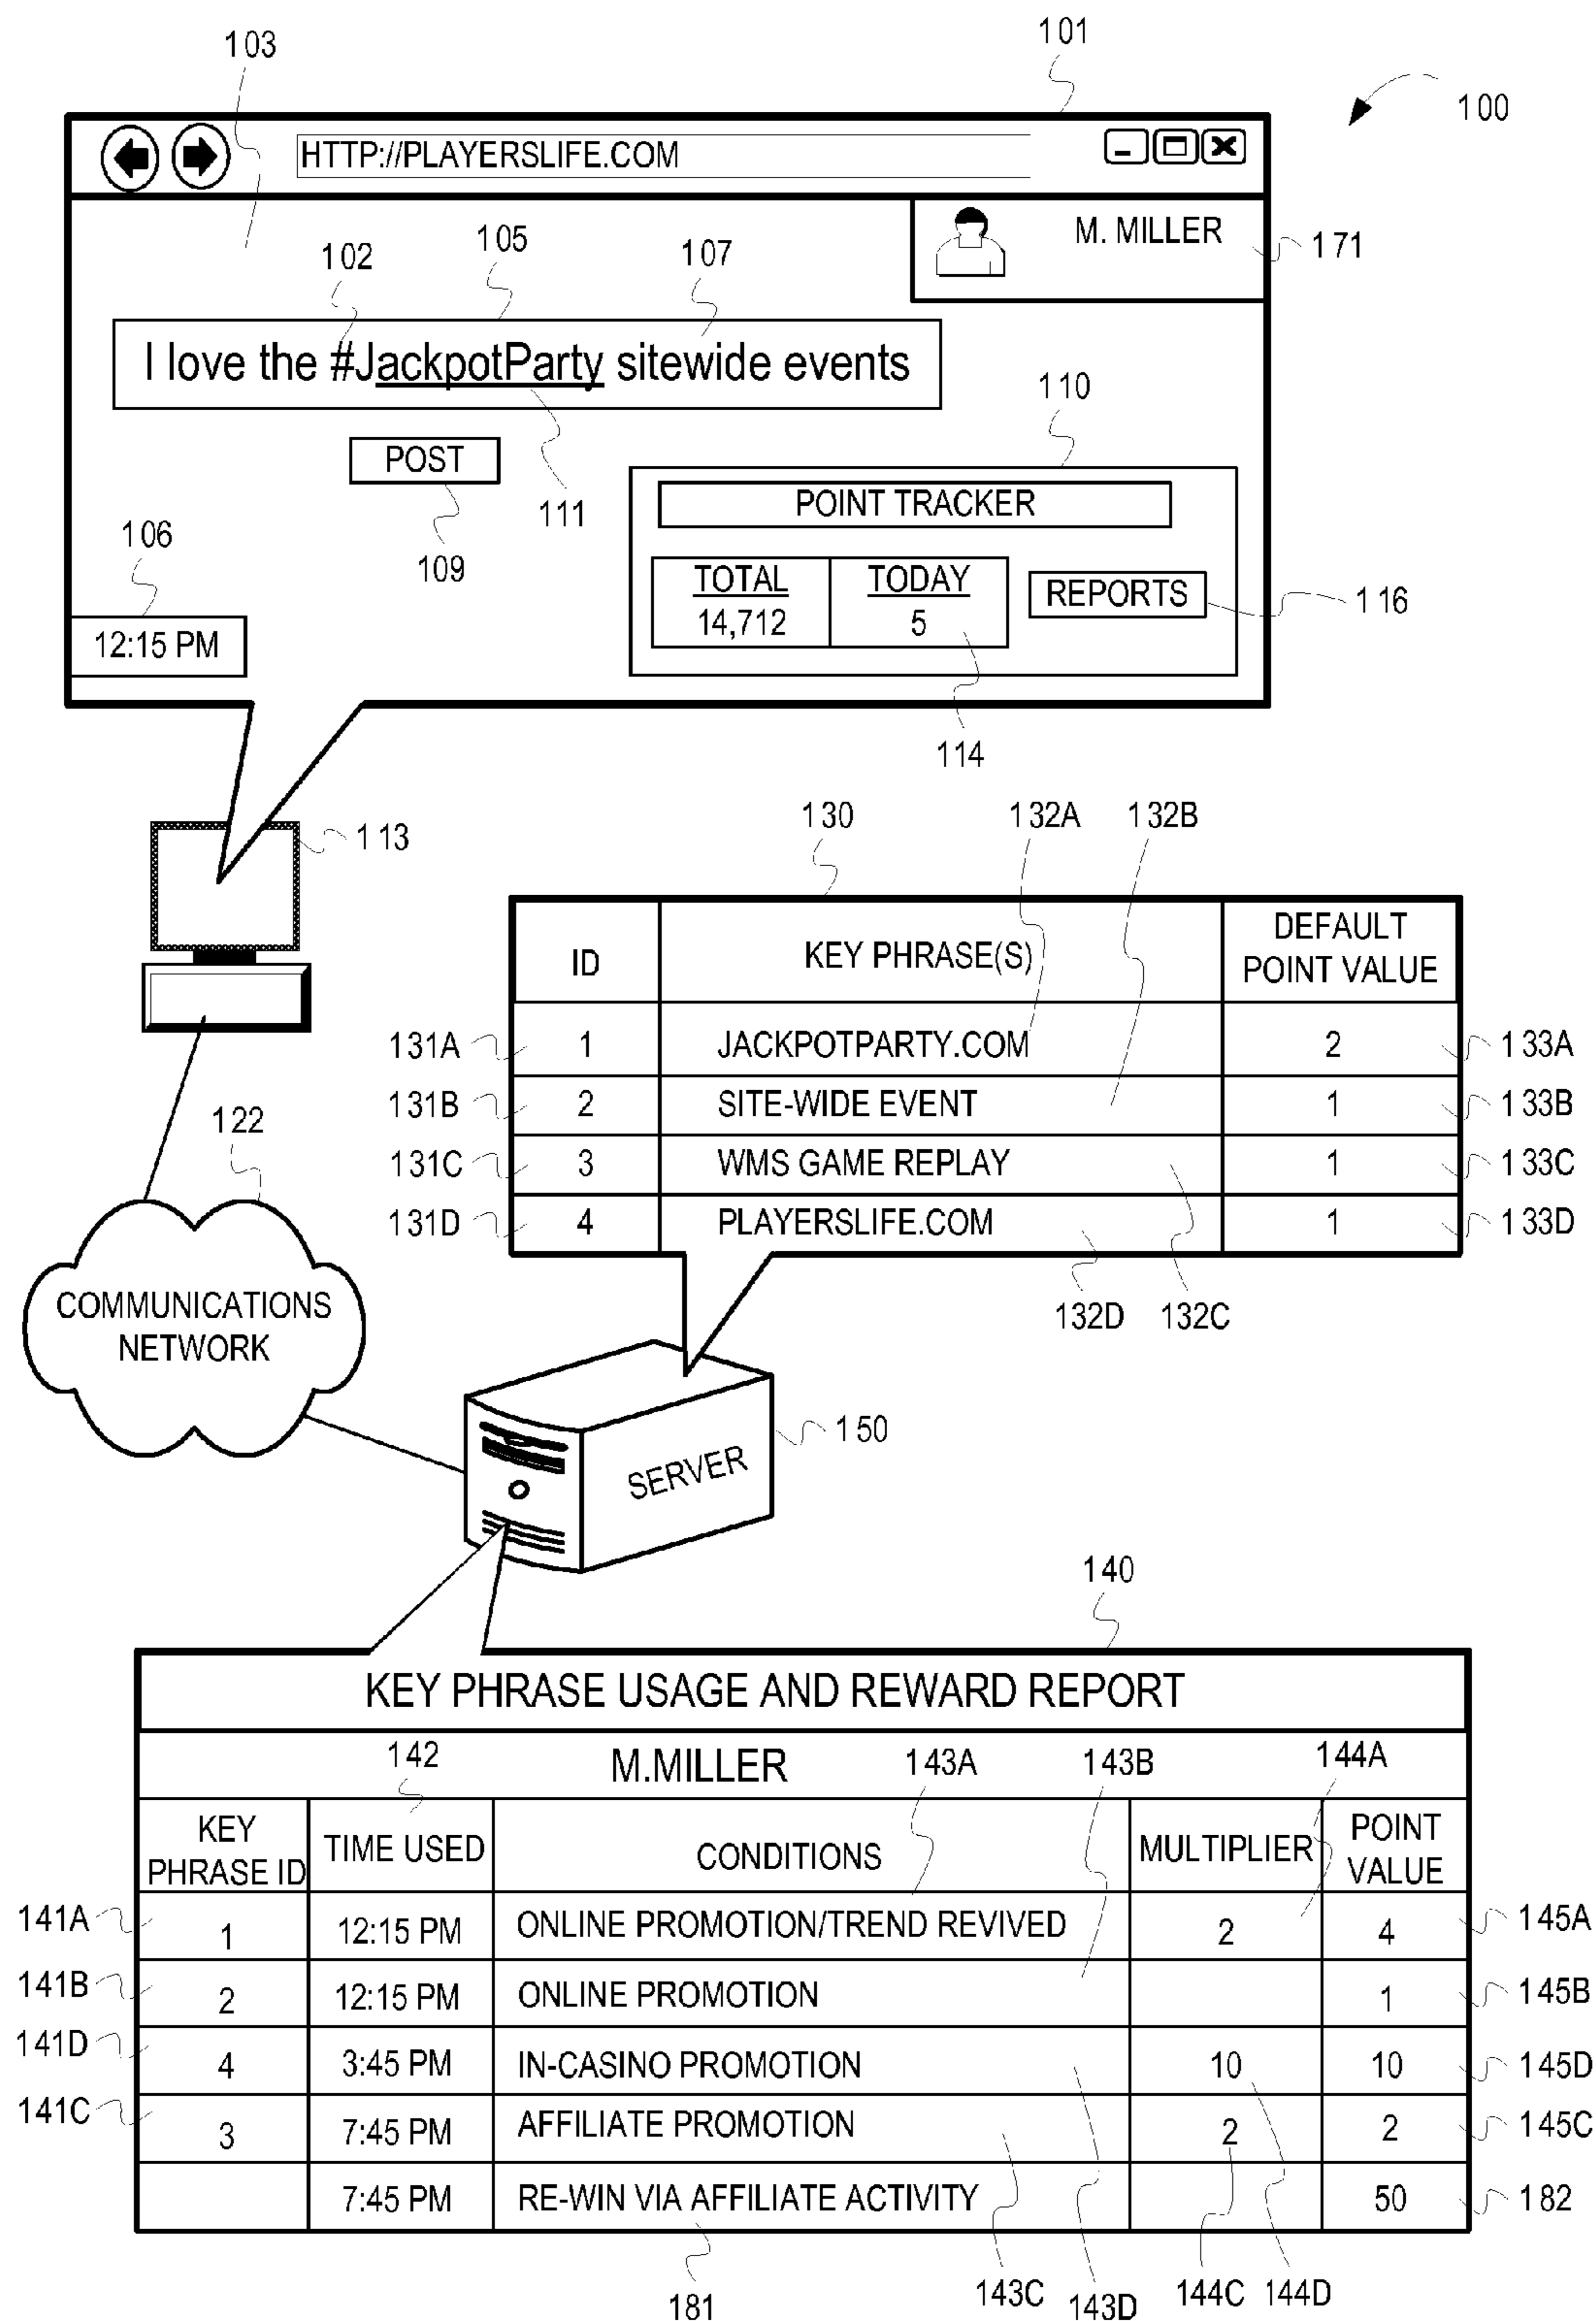 103
101
100
HTTP://PLAYERSLIFE.COM
M. MILLER
171
102
105
107
I love the #JackpotParty sitewide events
110
POST
111
109
POINT TRACKER
106
TOTAL
TODAY
14,712
5
REPORTS
116
12:15 PM
114
113
130
132A
132B
ID
KEY PHRASE(S)
DEFAULT
POINT VALUE
131A
1
JACKPOTPARTY.COM
2
133A
131B
2
SITE-WIDE EVENT
1
133B
131C
3
WMS GAME REPLAY
1
133C
131D
4
PLAYERSLIFE.COM
1
133D
132D
132C
122
COMMUNICATIONS
NETWORK
150
SERVER
140
KEY PHRASE USAGE AND REWARD REPORT
M.MILLER
142
143A
143B
144A
KEY
PHRASE ID
TIME USED
CONDITIONS
MULTIPLIER
POINT
VALUE
141A
1
12:15 PM
ONLINE PROMOTION/TREND REVIVED
2
4
145A
141B
2
12:15 PM
ONLINE PROMOTION
1
145B
141D
4
3:45 PM
IN-CASINO PROMOTION
10
10
145D
141C
3
7:45 PM
AFFILIATE PROMOTION
2
2
145C
7:45 PM
RE-WIN VIA AFFILIATE ACTIVITY
50
182
181
143C
143D
144C
144D